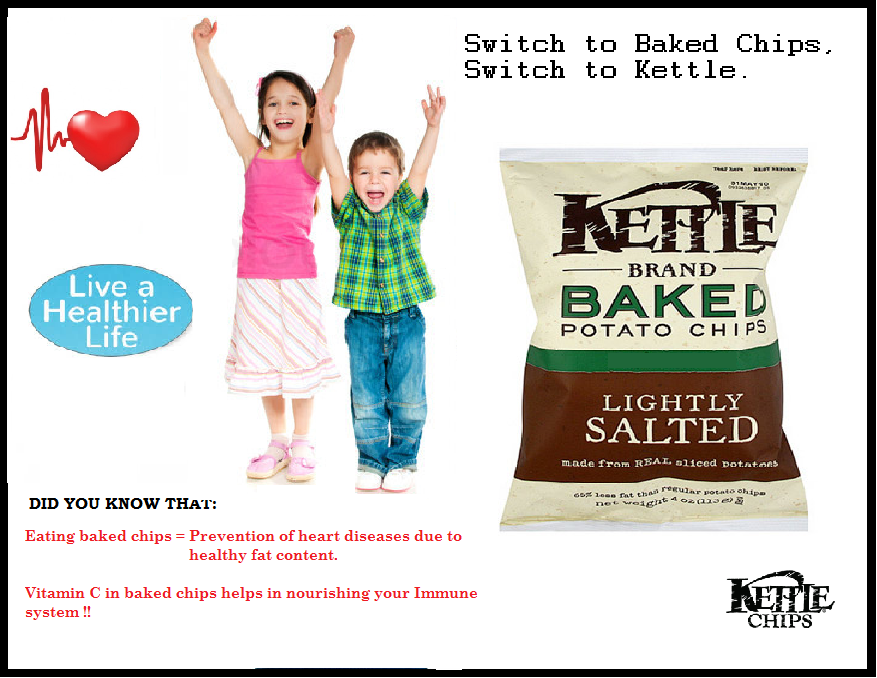 Switch to Baked Chips,
Switch to Kettle.
Live a
Healthier
Life
KETTLE
BRAND
BAKED
POTATO CHIPS
LIGHTLY
SALTED
made from REAL sliced potatoes
65% less fat than regular potato chips
net weight 4 oz (113 g)
DID YOU KNOW THAT:
Eating baked chips = Prevention of heart diseases due to
healthy fat content.
Vitamin C in baked chips helps in nourishing your Immune
system !!
KETTLE
CHIPS